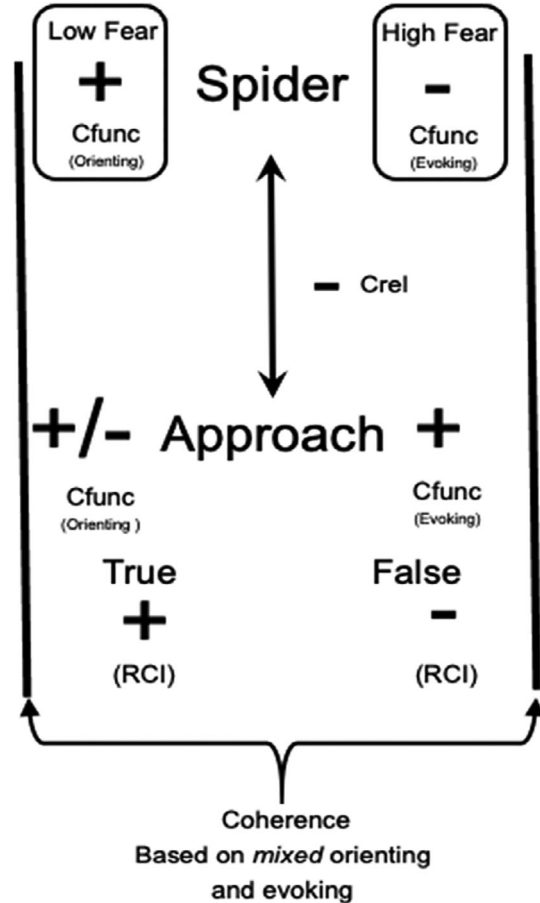 Low Fear
+
Cfunc
(Orienting)
Spider
High Fear
-
Cfunc
(Evoking)
- Crel
+/- Approach +
Cfunc
(Orienting )
Cfunc
(Evoking)
True
+
(RCI)
False
-
(RCI)
Coherence
Based on mixed orienting
and evoking